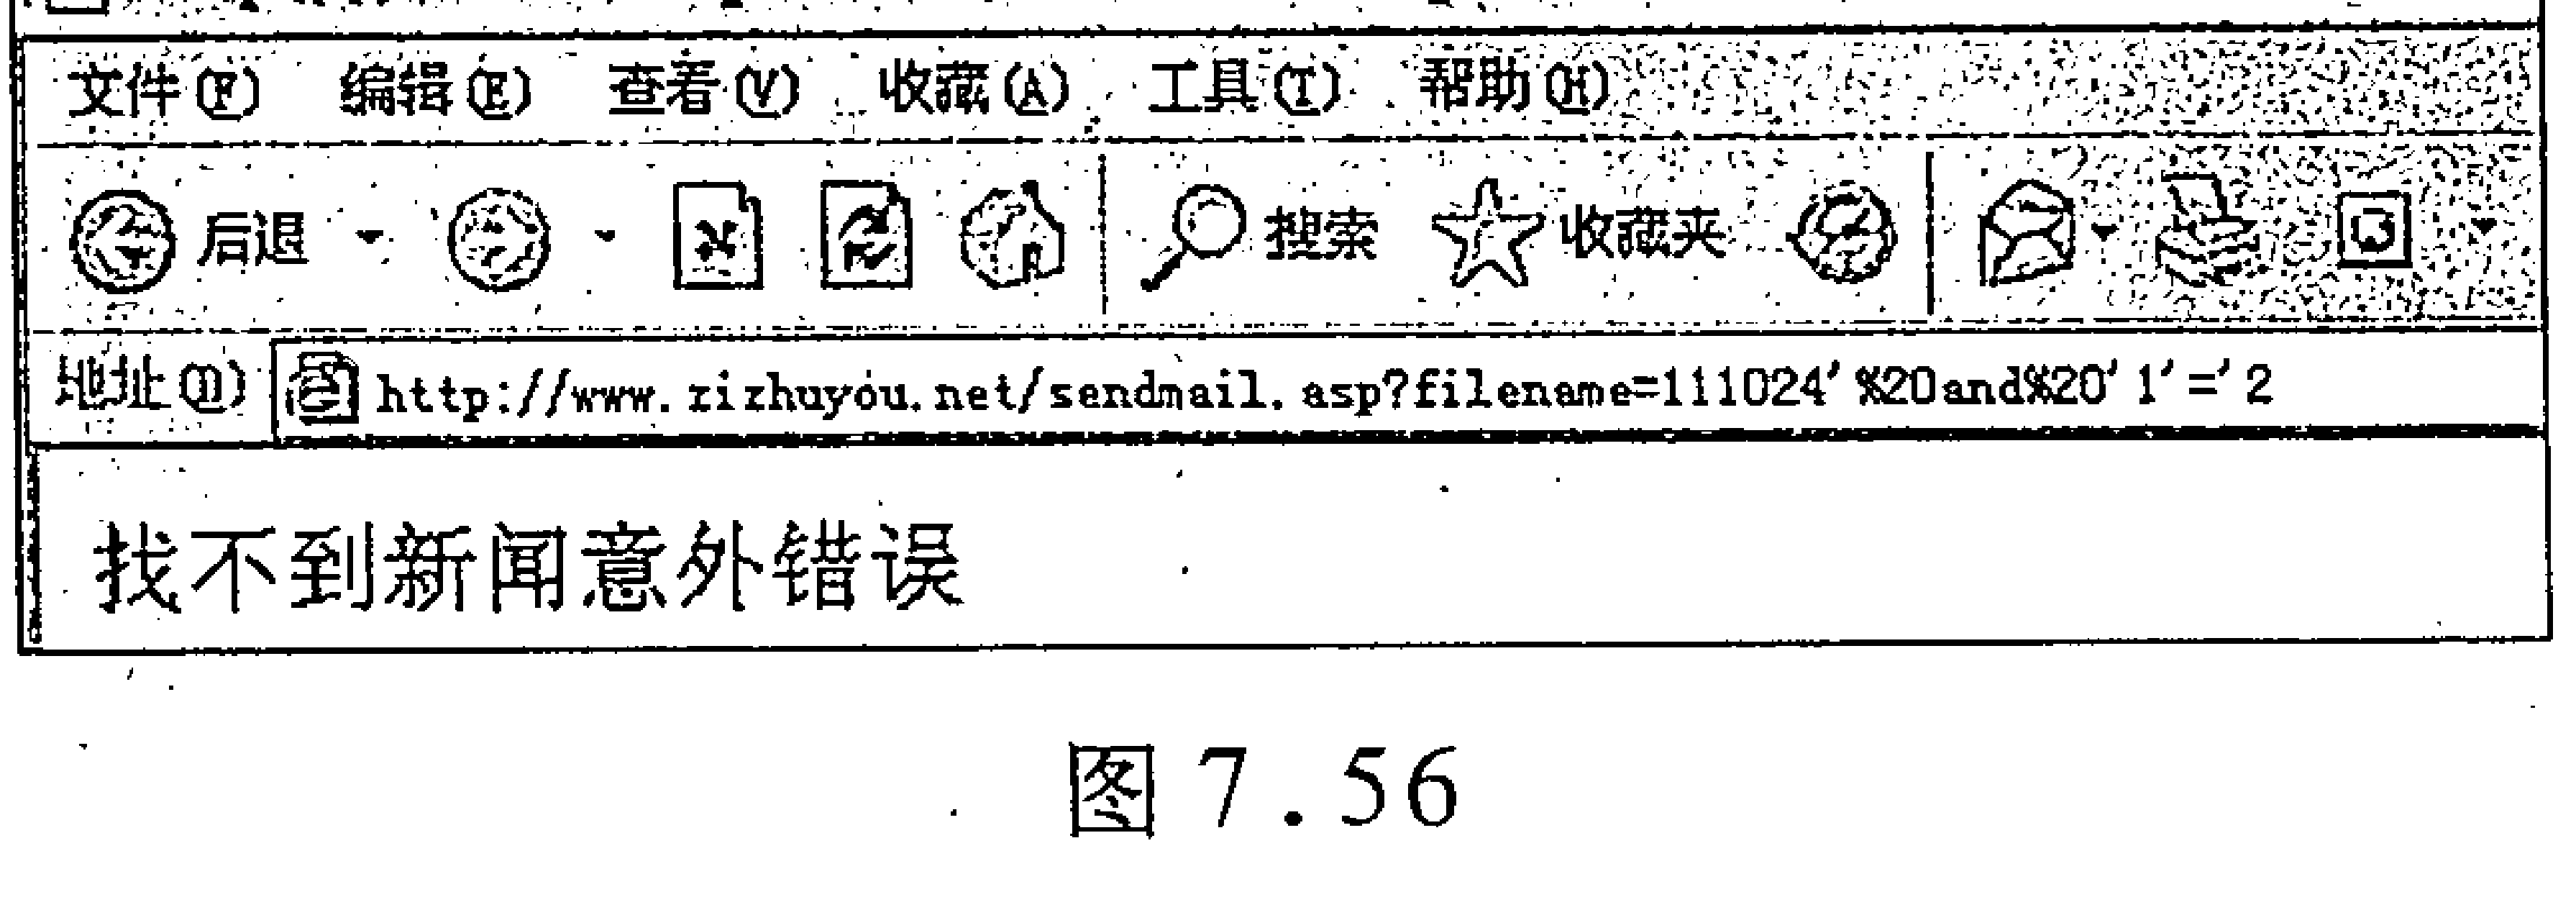 文件(F) 编辑(E) 查看(V) 收藏(A) 工具(T) 帮助(H)
后退 搜索 收藏夹
地址(D) http://www.zizhuyou.net/sendmail.asp?filename=111024'%20and%20'1'='2
找不到新闻意外错误
图 7.56